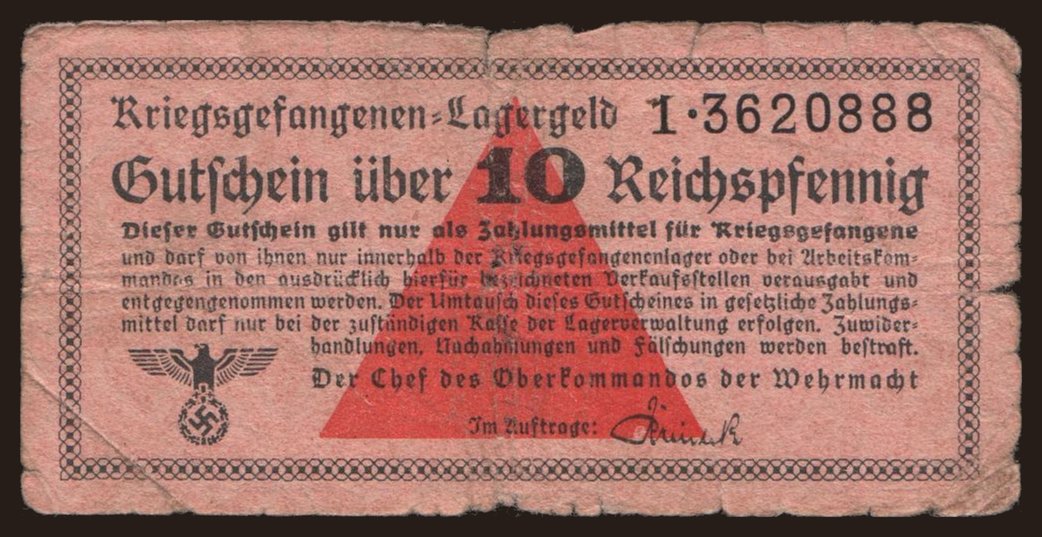 Kriegsgefangenen-Lagergeld 1·3620888
Gutschein über 10 Reichspfennig
Dieser Gutschein gilt nur als Zahlungsmittel für Kriegsgefangene
und darf von ihnen nur innerhalb der Kriegsgefangenenlager oder bei Arbeitskom-
mandos in den ausdrücklich hierfür bezeichneten Verkaufsstellen verausgabt und
entgegengenommen werden. Der Umtausch dieses Gutscheines in gesetzliche Zahlungs-
mittel darf nur bei der zuständigen Kasse der Lagerverwaltung erfolgen. Zuwider-
handlungen, Nachahmungen und Fälschungen werden bestraft.
Der Chef des Oberkommandos der Wehrmacht
Im Auftrage: